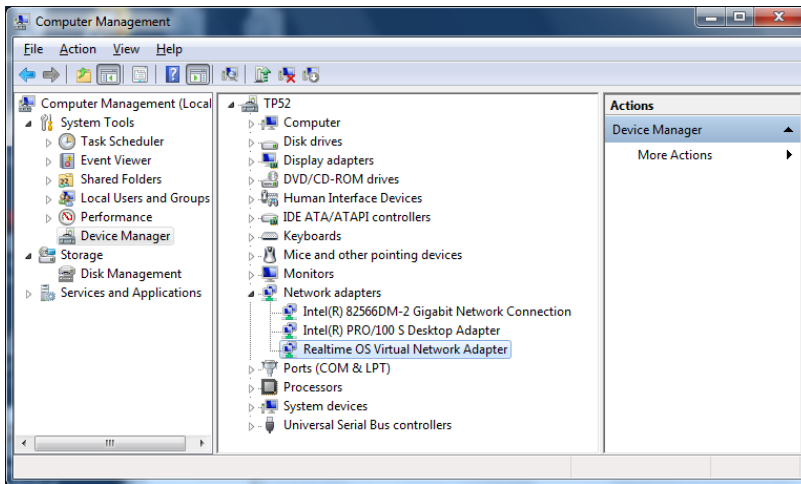 Computer Management
File Action View Help
Computer Management (Local
System Tools
Task Scheduler
Event Viewer
Shared Folders
Local Users and Groups
Performance
Device Manager
Storage
Disk Management
Services and Applications
TP52
Computer
Disk drives
Display adapters
DVD/CD-ROM drives
Human Interface Devices
IDE ATA/ATAPI controllers
Keyboards
Mice and other pointing devices
Monitors
Network adapters
Intel(R) 82566DM-2 Gigabit Network Connection
Intel(R) PRO/100 S Desktop Adapter
Realtime OS Virtual Network Adapter
Ports (COM & LPT)
Processors
System devices
Universal Serial Bus controllers
Actions
Device Manager
More Actions